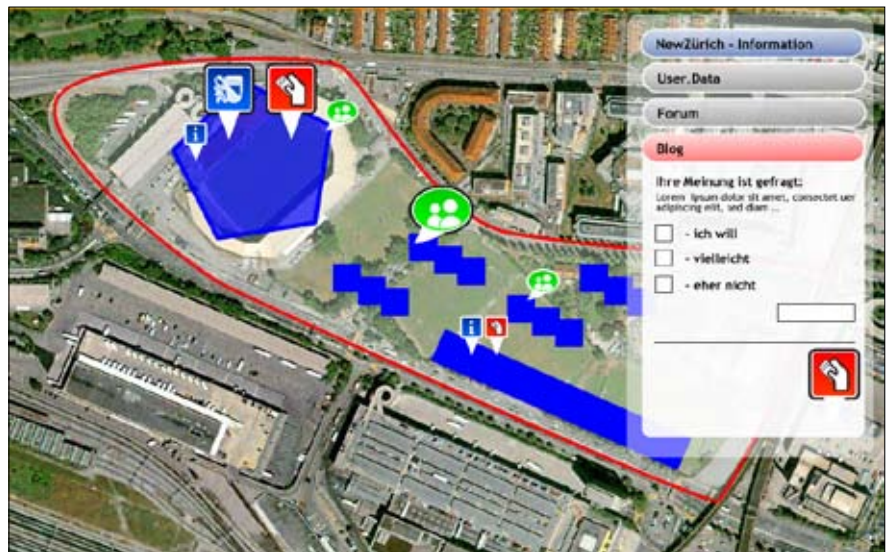 NewZürich - Information
User.Data
Forum
Blog
Ihre Meinung ist gefragt:
Lorem ipsum dolor sit amet, consectet uer
adipiscing elit, sed diam ...
- ich will
- vielleicht
- eher nicht
i
i